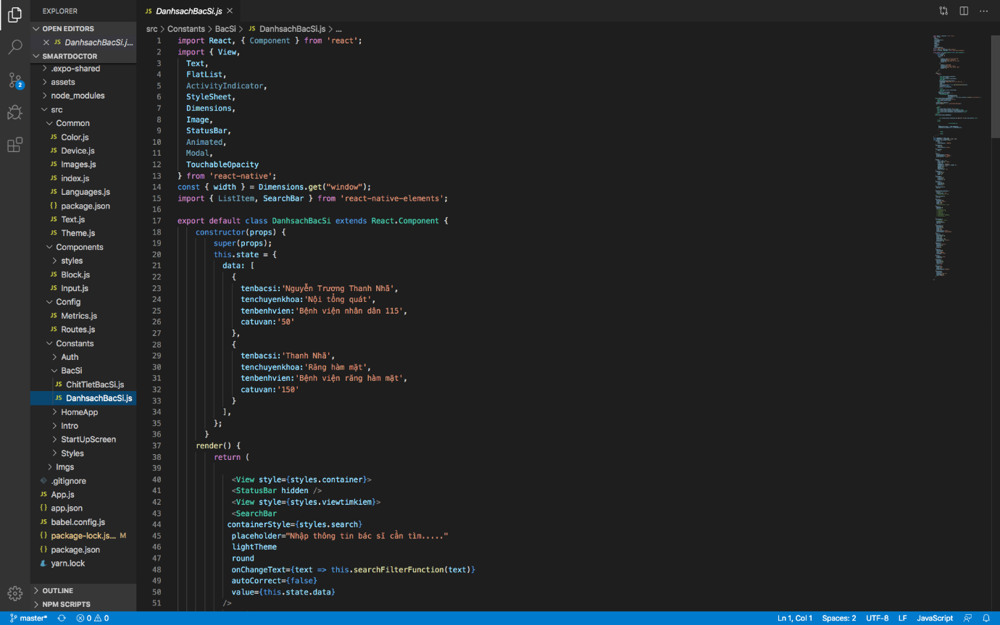 EXPLORER
OPEN EDITORS
JS DanhsachBacSi.j...
SMARTDOCTOR
.expo-shared
assets
node_modules
src
Common
JS Color.js
JS Device.js
JS Images.js
JS index.js
JS Languages.js
{} package.json
JS Text.js
JS Theme.js
Components
styles
JS Block.js
JS Input.js
Config
JS Metrics.js
JS Routes.js
Constants
Auth
BacSi
JS ChitTietBacSi.js
JS DanhsachBacSi.js
HomeApp
Intro
StartUpScreen
Styles
Imgs
.gitignore
JS App.js
{} app.json
JS babel.config.js
{} package-lock.js... M
{} package.json
yarn.lock
OUTLINE
NPM SCRIPTS
2
JS DanhsachBacSi.js
src > Constants > BacSi > JS DanhsachBacSi.js > ...
1 import React, { Component } from 'react';
2 import { View,
3 Text,
4 FlatList,
5 ActivityIndicator,
6 StyleSheet,
7 Dimensions,
8 Image,
9 StatusBar,
10 Animated,
11 Modal,
12 TouchableOpacity
13 } from 'react-native';
14 const { width } = Dimensions.get("window");
15 import { ListItem, SearchBar } from 'react-native-elements';
16
17 export default class DanhsachBacSi extends React.Component {
18 constructor(props) {
19 super(props);
20 this.state = {
21 data: [
22 {
23 tenbacsi:'Nguyễn Trương Thanh Nhã',
24 tenchuyenkhoa:'Nội tổng quát',
25 tenbenhvien:'Bệnh viện nhân dân 115',
26 catuvan:'50'
27 },
28 {
29 tenbacsi:'Thanh Nhã',
30 tenchuyenkhoa:'Răng hàm mặt',
31 tenbenhvien:'Bệnh viện răng hàm mặt',
32 catuvan:'150'
33 }
34 ],
35 };
36 }
37 render() {
38 return (
39
40 <View style={styles.container}>
41 <StatusBar hidden />
42 <View style={styles.viewtimkiem}>
43 <SearchBar
44 containerStyle={styles.search}
45 placeholder="Nhập thông tin bác sĩ cần tìm....."
46 lightTheme
47 round
48 onChangeText={text => this.searchFilterFunction(text)}
49 autoCorrect={false}
50 value={this.state.data}
51 />
master* 0 0
Ln 1, Col 1 Spaces: 2 UTF-8 LF JavaScript